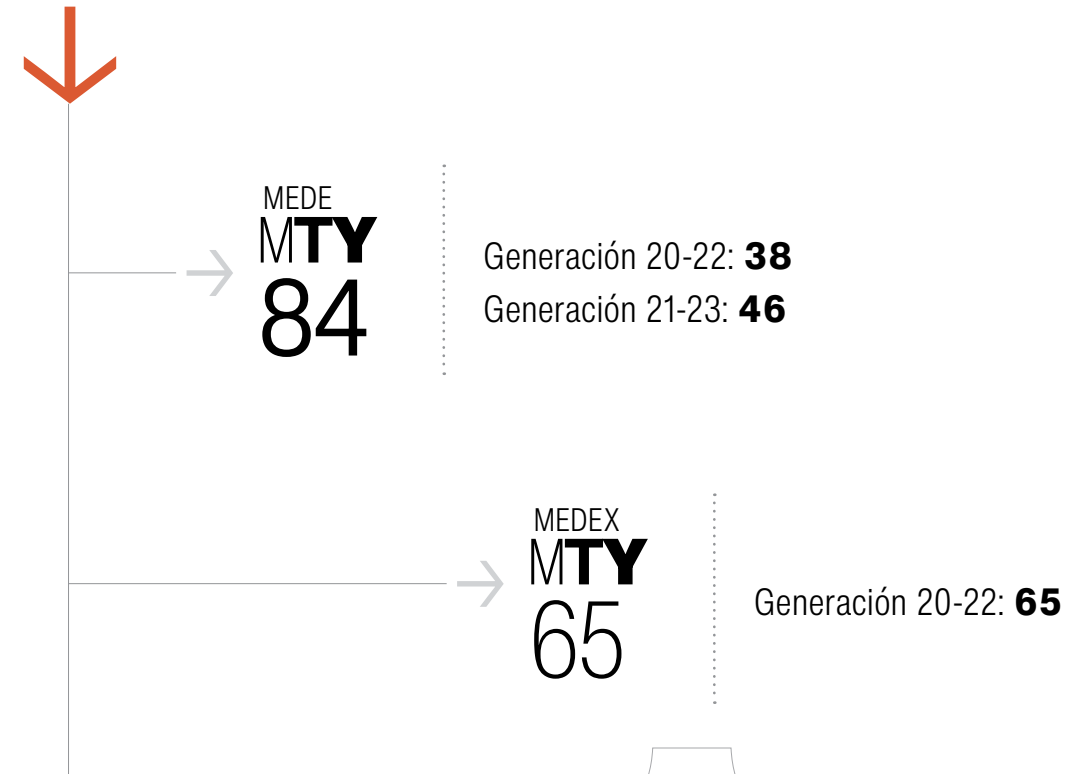 MEDE
MTY
84
Generación 20-22: 38
Generación 21-23: 46
MEDEX
MTY
65
Generación 20-22: 65